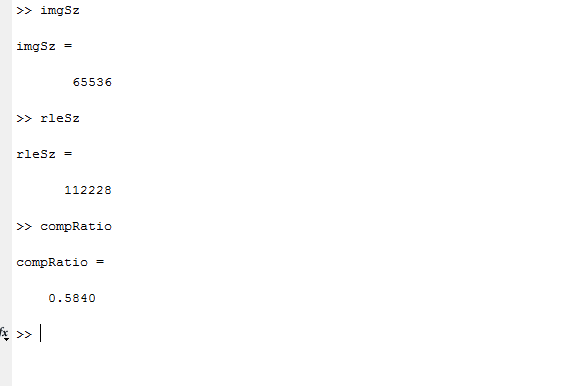 >> imgSz
imgSz =
65536
>> rleSz
rleSz =
112228
>> compRatio
compRatio =
0.5840
fx >>